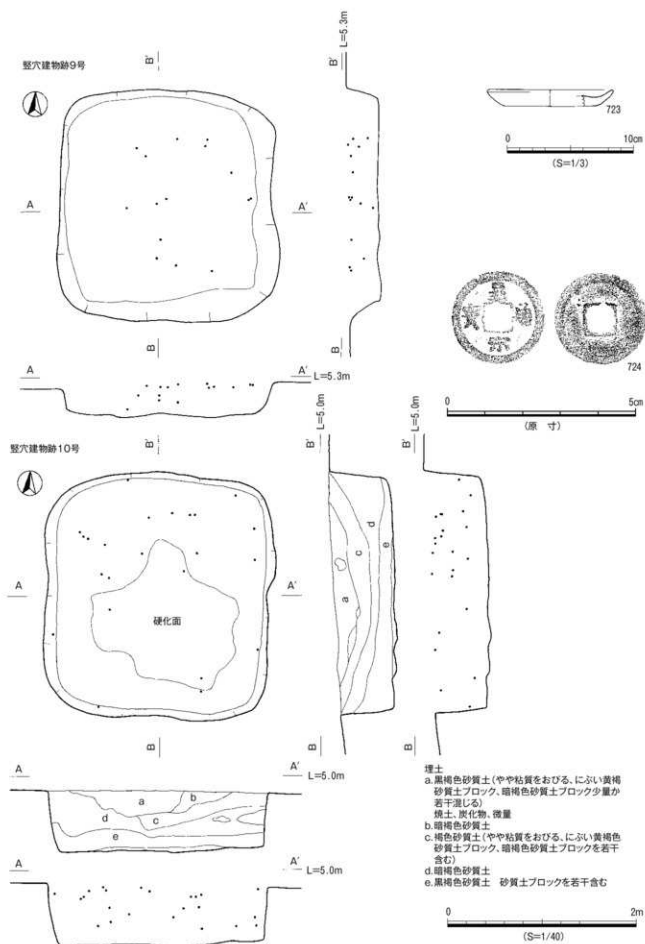 竪穴建物跡9号
B'
B'
L=5.3m
A
A'
B
B
A
A'
L=5.3m
723
0
10cm
(S=1/3)
724
0
5cm
(原 寸)
竪穴建物跡10号
B'
B'
L=5.0m
B'
L=5.0m
a
c
d
e
A
A'
硬化面
B
B
B
A
A'
L=5.0m
a
b
d
c
e
A
A'
L=5.0m
埋土
a.黒褐色砂質土(やや粘質をおびる、にぶい黄褐
砂質土ブロック、暗褐色砂質土ブロック少量か
若干混じる)
焼土、炭化物、微量
b.暗褐色砂質土
c.褐色砂質土(やや粘質をおびる、にぶい黄褐色
砂質土ブロック、暗褐色砂質土ブロックを若干
含む)
d.暗褐色砂質土
e.黒褐色砂質土 砂質土ブロックを若干含む
0
2m
(S=1/40)